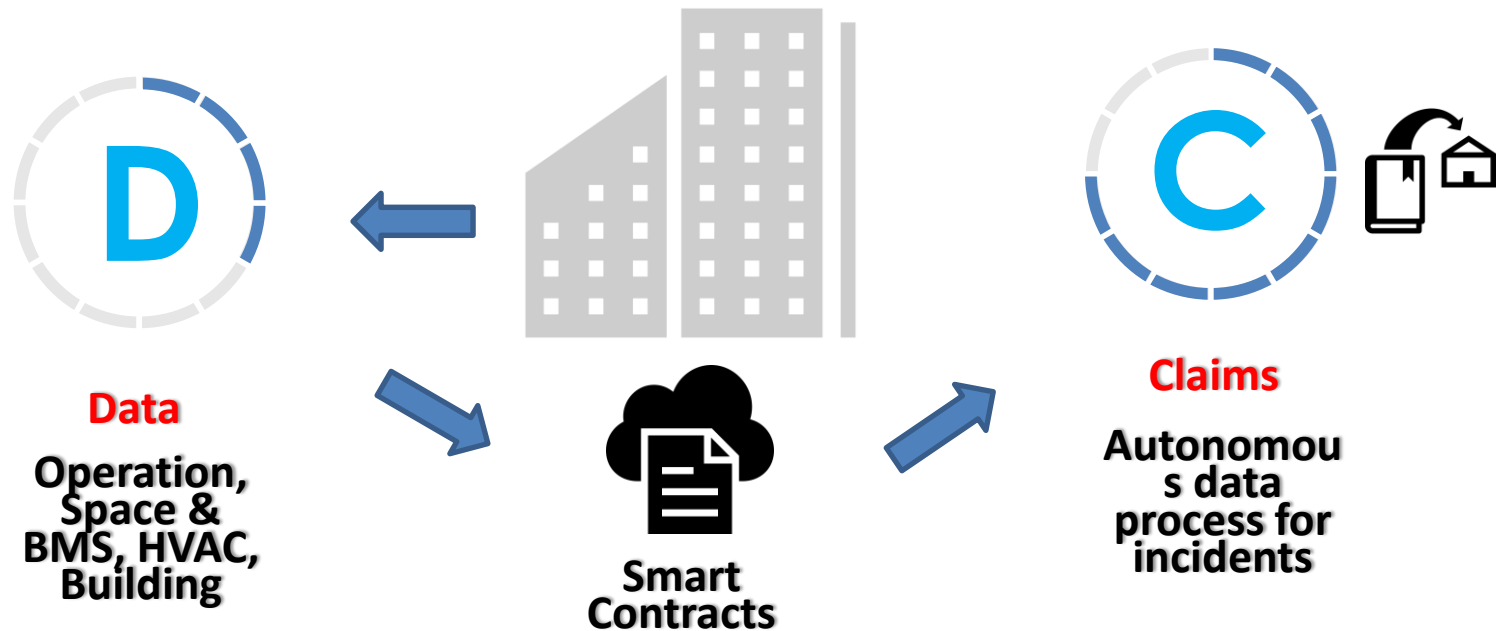 D
Data
Operation,
Space &
BMS, HVAC,
Building
Smart
Contracts
C
Claims
Autonomou
s data
process for
incidents